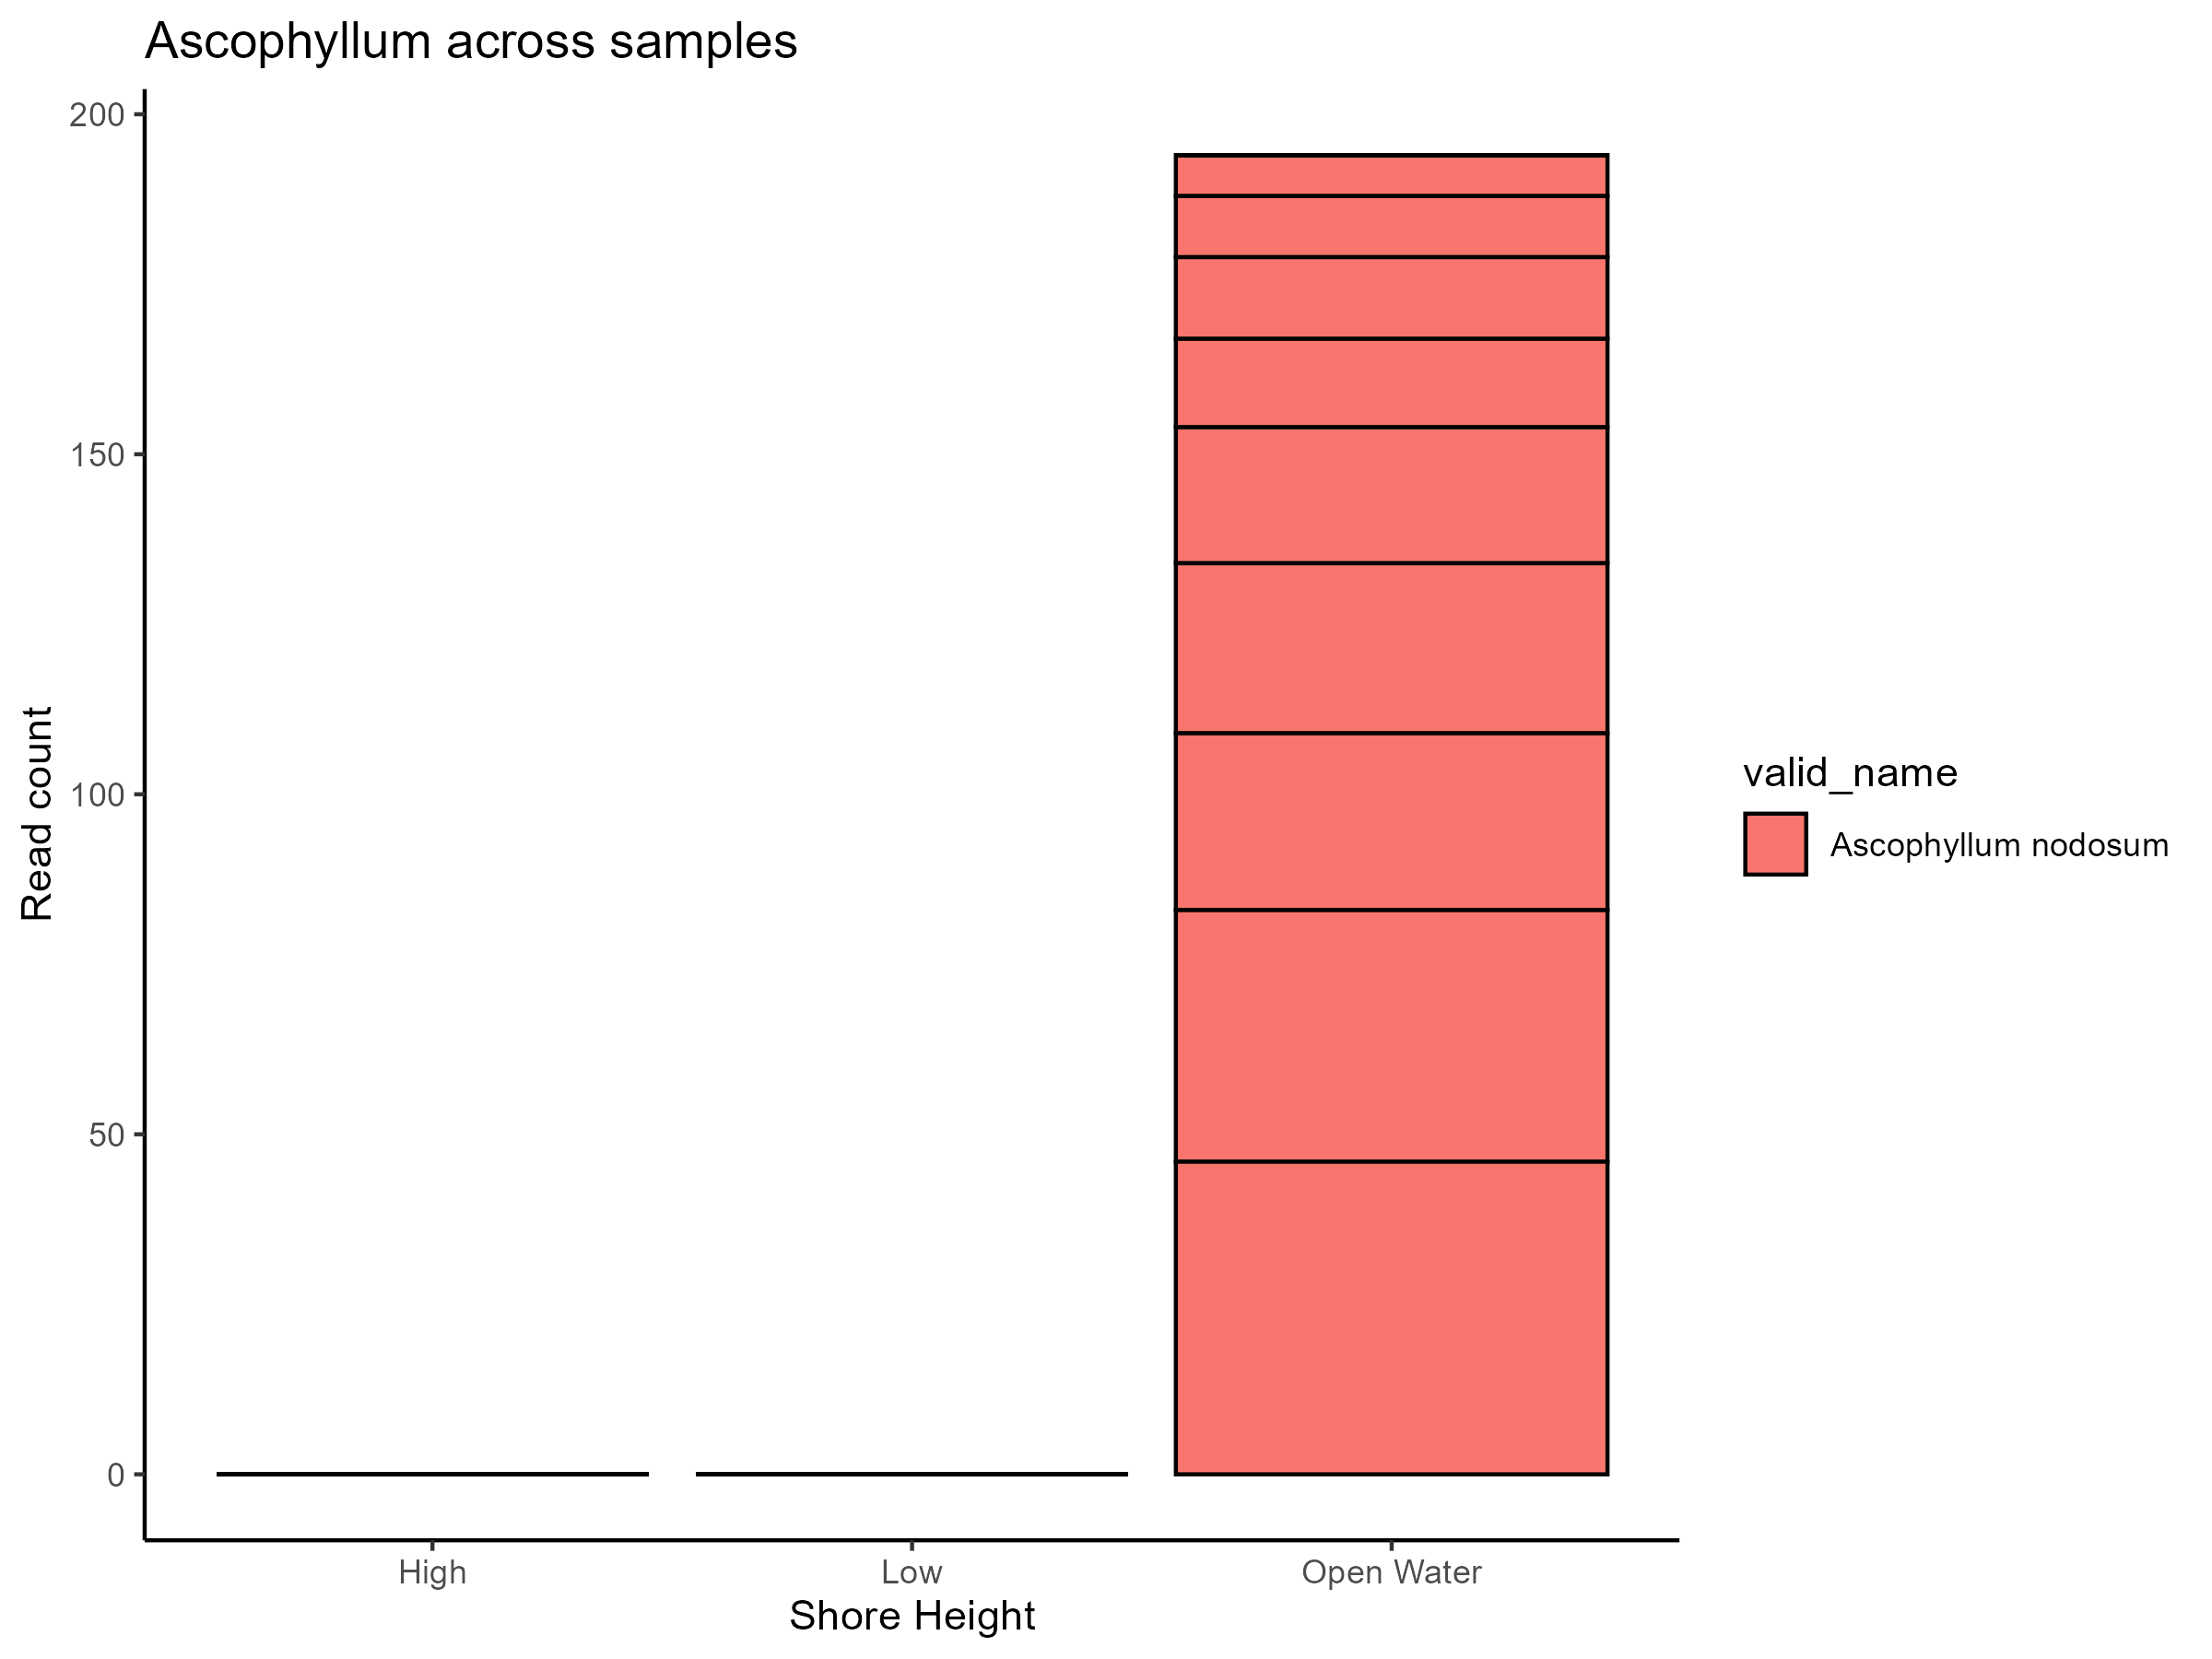 Ascophyllum across samples
200
150
100
50
0
Read count
High
Low
Open Water
Shore Height
valid_name
Ascophyllum nodosum